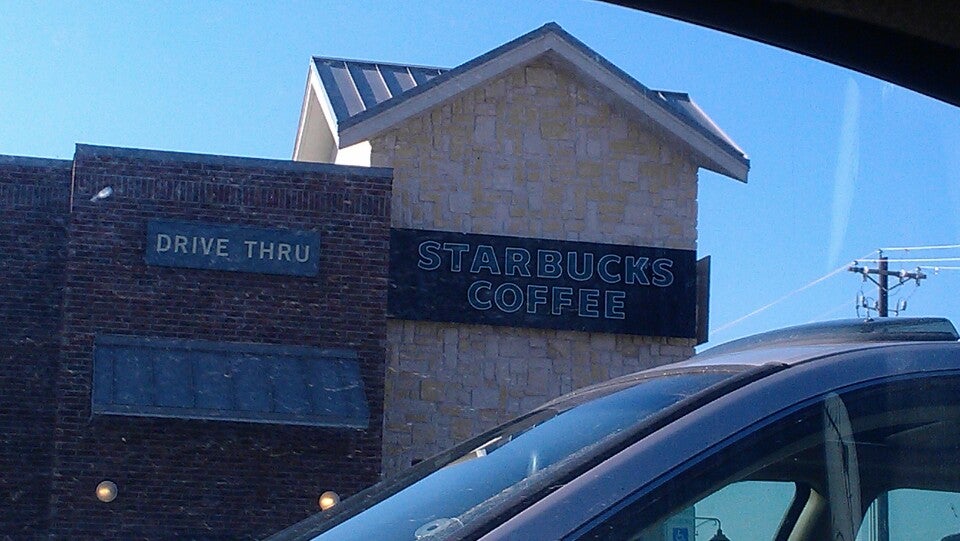 DRIVE THRU
STARBUCKS
COFFEE